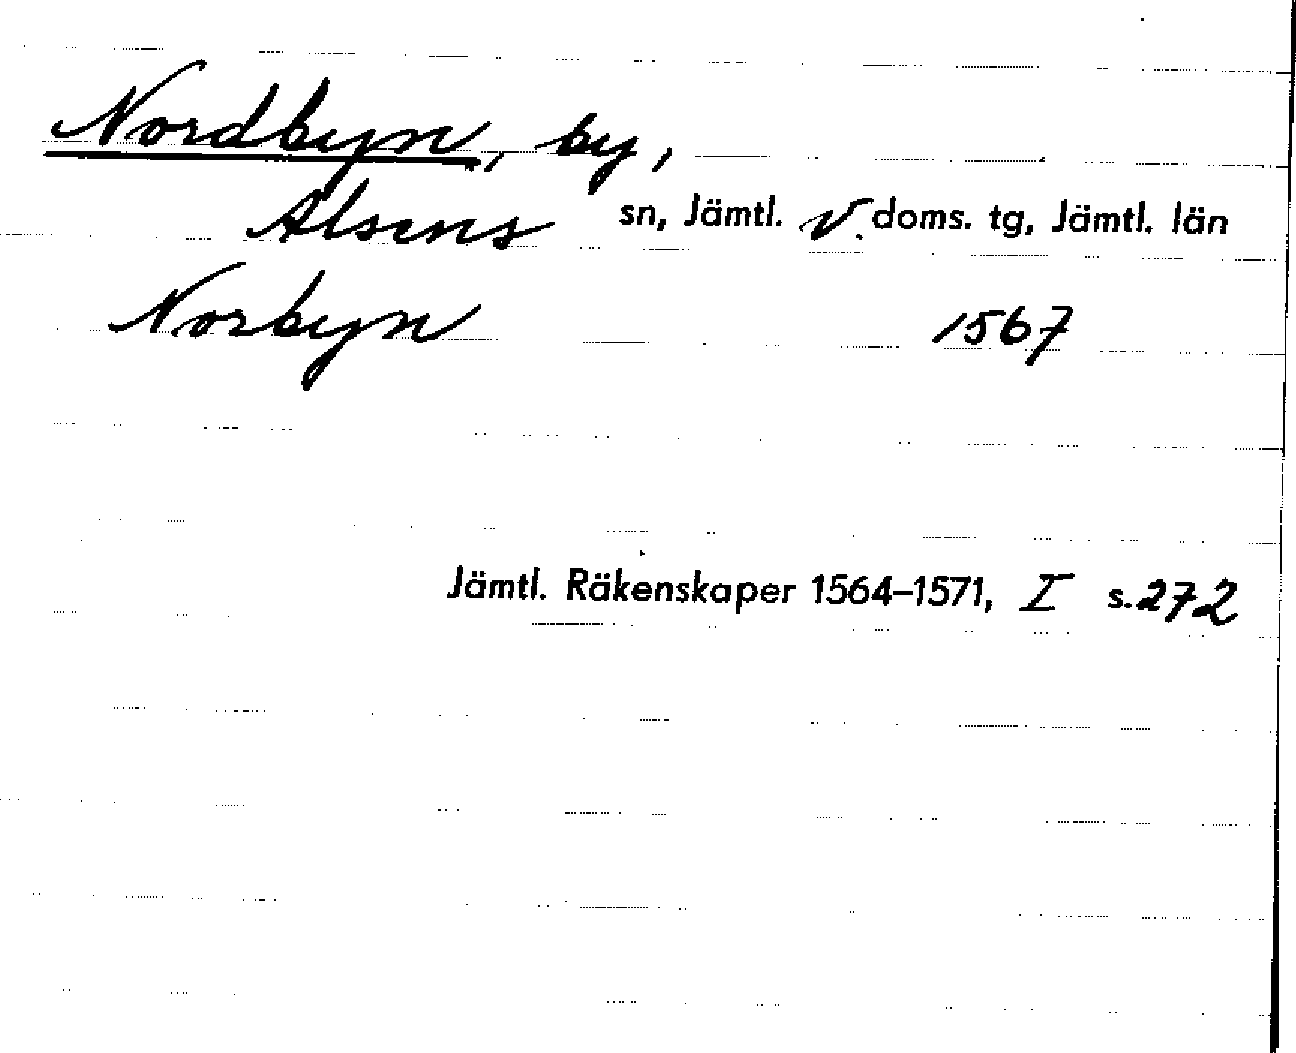 Nordbyn, by,
Alsens sn, Jämtl. v. doms. tg, Jämtl. län
Norbyn 1567
Jämtl. Räkenskaper 1564–1571, I s. 272